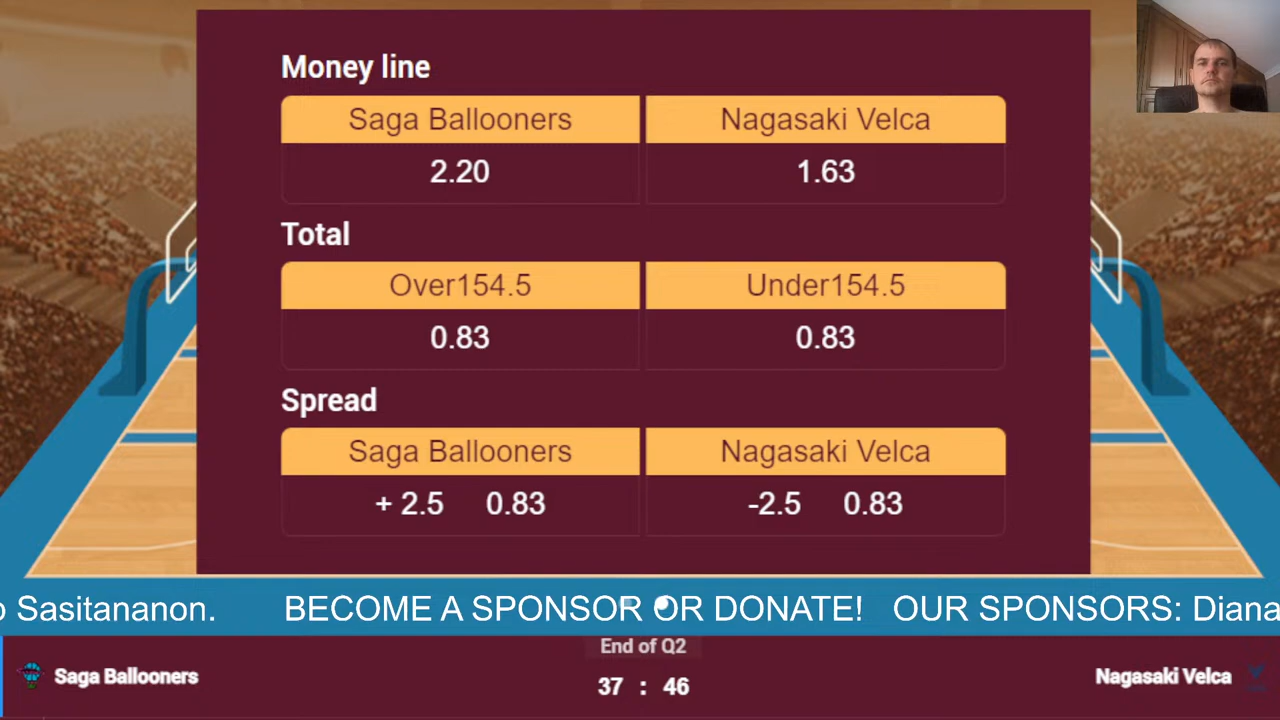 Money line
Saga Ballooners Nagasaki Velca
2.20 1.63
Total
Over154.5 Under154.5
0.83 0.83
Spread
Saga Ballooners Nagasaki Velca
+ 2.5 0.83 -2.5 0.83
Sasitananon. BECOME A SPONSOR OR DONATE! OUR SPONSORS: Diana
End of Q2
Saga Ballooners 37 : 46 Nagasaki Velca